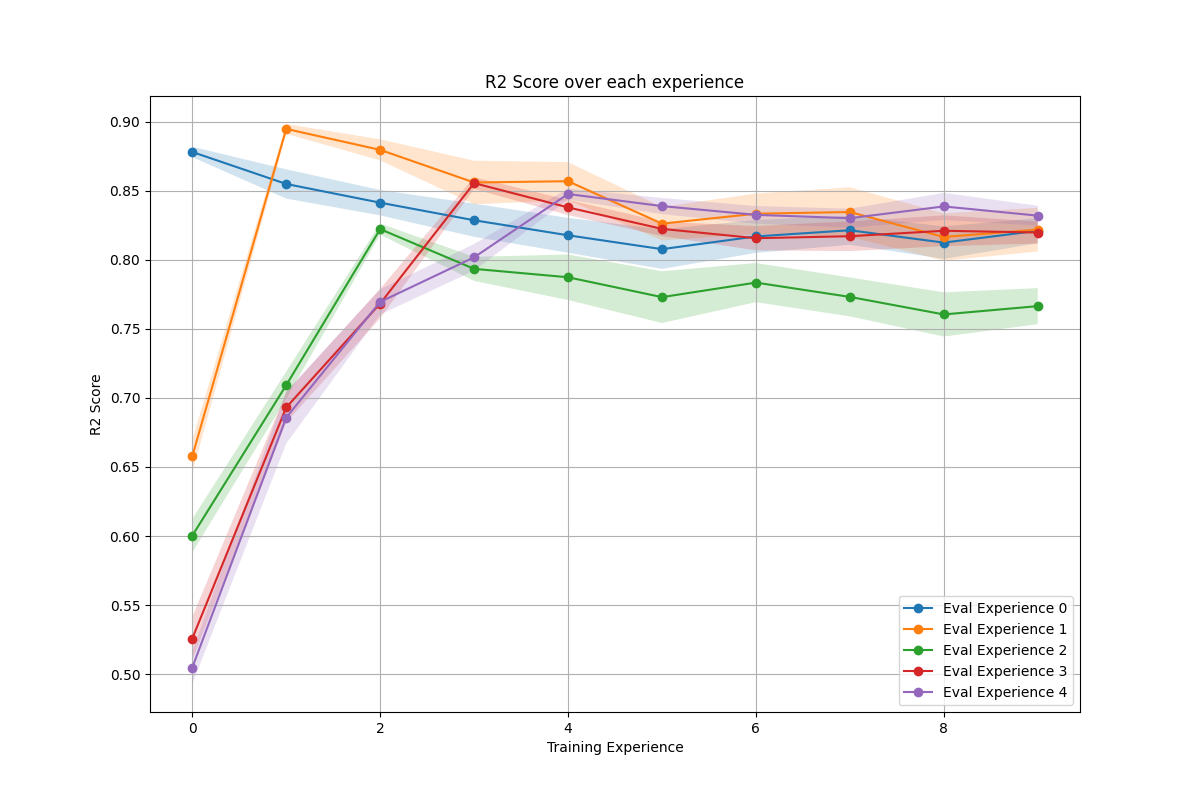 R2 Score over each experience
R2 Score
0.90
0.85
0.80
0.75
0.70
0.65
0.60
0.55
0.50
0 2 4 6 8
Training Experience
Eval Experience 0
Eval Experience 1
Eval Experience 2
Eval Experience 3
Eval Experience 4